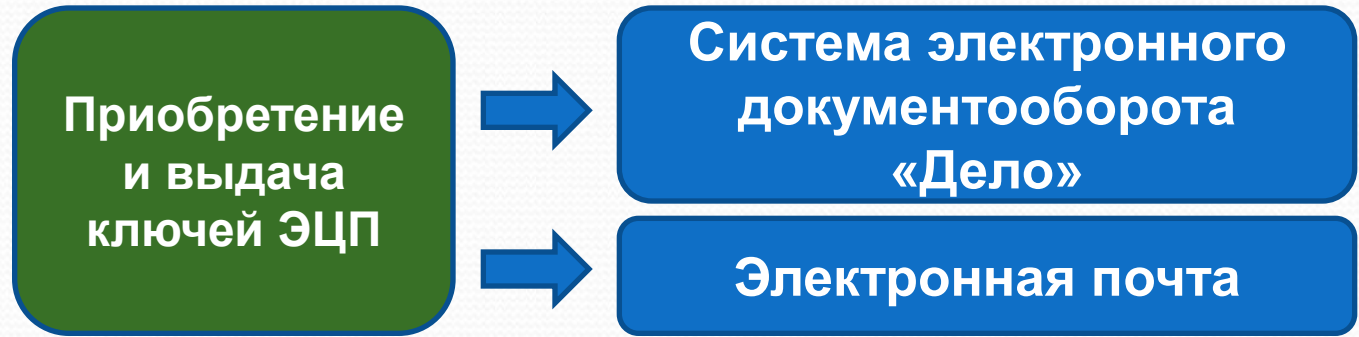 Приобретение
и выдача
ключей ЭЦП
Система электронного
документооборота
«Дело»
Электронная почта